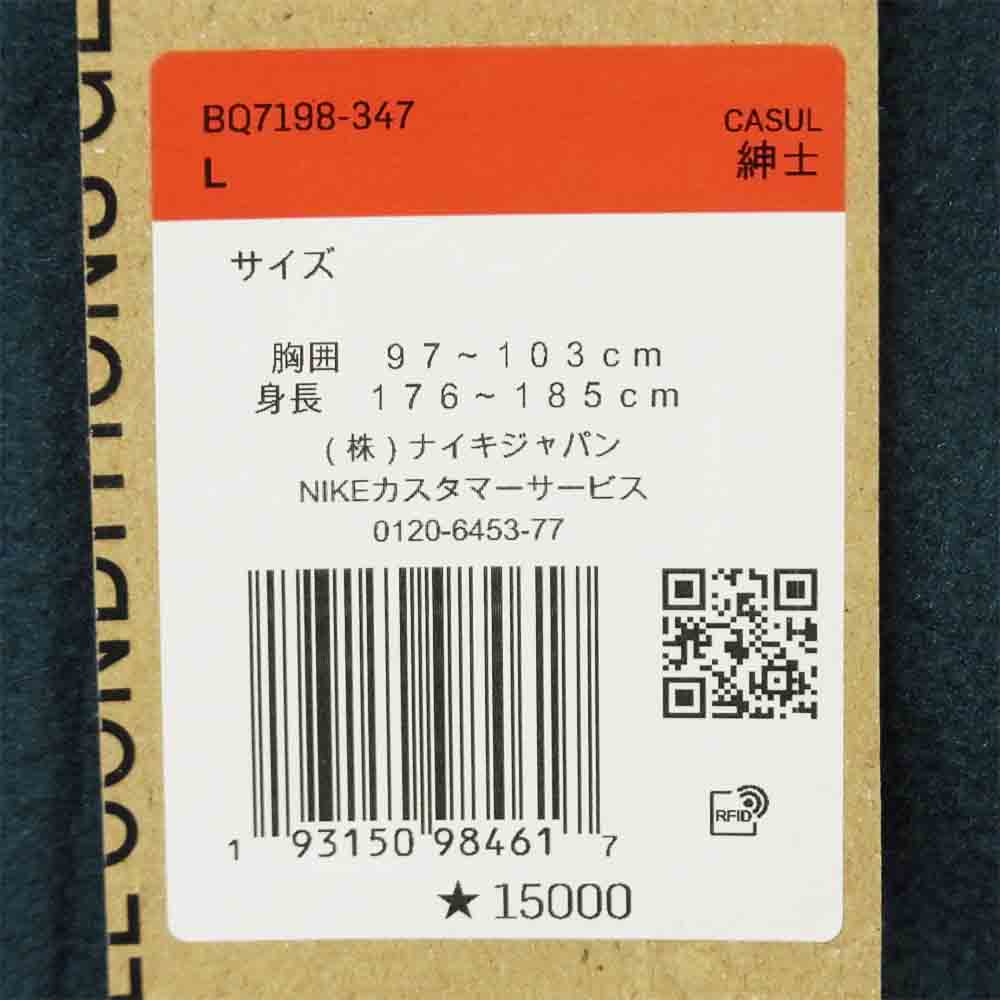 BQ7198-347
CASUL
L
紳士
サイズ
胸囲 97~103cm
身長 176~185cm
(株)ナイキジャパン
NIKEカスタマーサービス
0120-6453-77
1 93150 98461 7
RFID
★15000
CONDITIONS